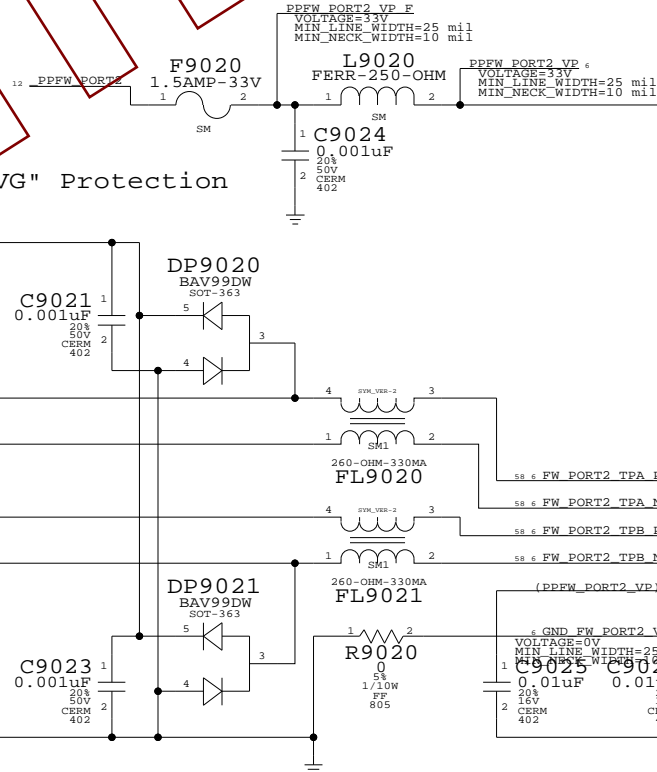 PPFW_PORT2_VP_F
VOLTAGE=33V
MIN_LINE_WIDTH=25 mil
MIN_NECK_WIDTH=10 mil
F9020
1.5AMP-33V
12 PPFW_PORT2
1 2
SM
L9020
FERR-250-OHM
1 2
SM
PPFW_PORT2_VP 6
VOLTAGE=33V
MIN_LINE_WIDTH=25 mil
MIN_NECK_WIDTH=10 mil
1 C9024
0.001uF
20%
50V
2 CERM
402
VG" Protection
DP9020
BAV99DW
SOT-363
C9021 1
0.001uF
20%
50V 2
CERM
402
5
3
4
4 SYM_VER-2 3
1 2
SM1
260-OHM-330MA
FL9020
58 6 FW_PORT2_TPA_P
58 6 FW_PORT2_TPA_N
4 SYM_VER-2 3
58 6 FW_PORT2_TPB_P
1 2
SM1
58 6 FW_PORT2_TPB_N
260-OHM-330MA
FL9021
(PPFW_PORT2_VP)
DP9021
BAV99DW
SOT-363
5
3
4
C9023 1
0.001uF
20%
50V 2
CERM
402
1 2
R9020
0
5%
1/10W
FF
805
6 GND_FW_PORT2_V
VOLTAGE=0V
MIN_LINE_WIDTH=25
MIN_NECK_WIDTH=10
1 C9025
0.01uF
20%
16V
2 CERM
402
C902
0.01